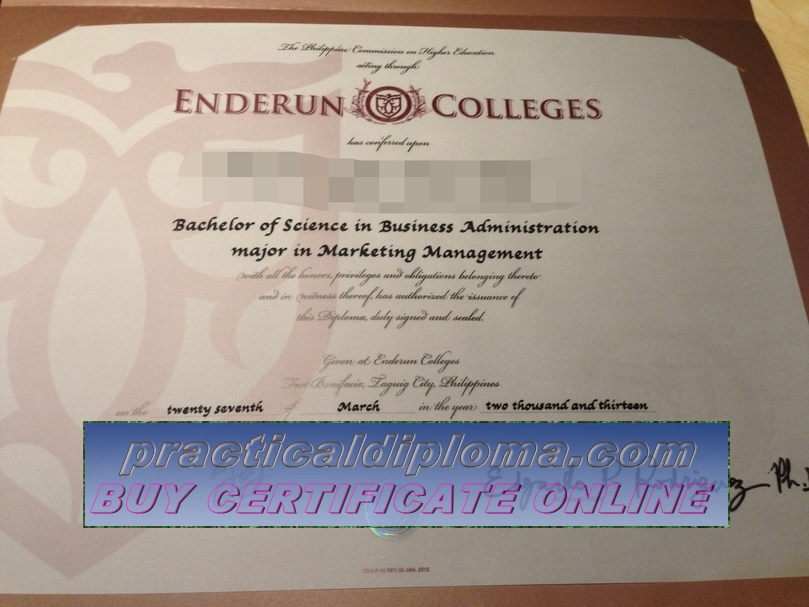 The Philippine Commission on Higher Education
acting through
ENDERUN COLLEGES
has conferred upon
Bachelor of Science in Business Administration
major in Marketing Management
with all the honors, privileges and obligations belonging thereto
and in witness thereof, has authorized the issuance of
this Diploma, duly signed and sealed.
Given at Enderun Colleges
Fort Bonifacio, Taguig City, Philippines
on the twenty seventh of March in the year two thousand and thirteen
practicaldiploma.com
Edgardo Rodriguez Ph.D
BUY CERTIFICATE ONLINE